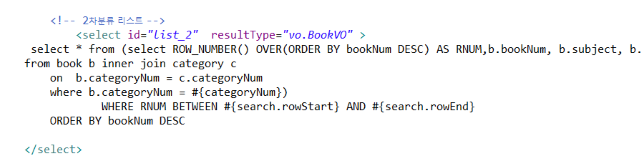 <!-- 2차분류 리스트 -->
<select id="list_2" resultType="vo.BookVO" >
select * from (select ROW_NUMBER() OVER(ORDER BY bookNum DESC) AS RNUM,b.bookNum, b.subject, b.
from book b inner join category c
on b.categoryNum = c.categoryNum
where b.categoryNum = #{categoryNum})
WHERE RNUM BETWEEN #{search.rowStart} AND #{search.rowEnd}
ORDER BY bookNum DESC
</select>